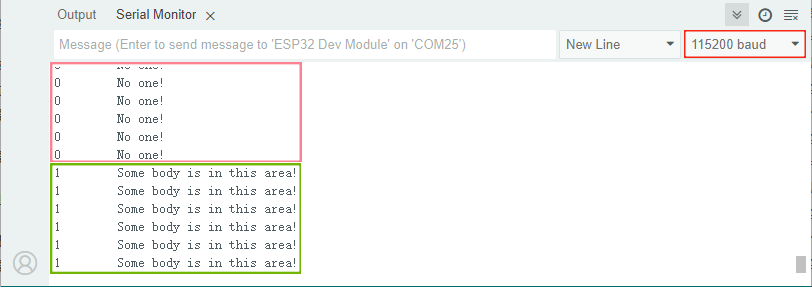 Output Serial Monitor
Message (Enter to send message to 'ESP32 Dev Module' on 'COM25') New Line 115200 baud
0 No one!
0 No one!
0 No one!
0 No one!
0 No one!
0 No one!
1 Some body is in this area!
1 Some body is in this area!
1 Some body is in this area!
1 Some body is in this area!
1 Some body is in this area!
1 Some body is in this area!